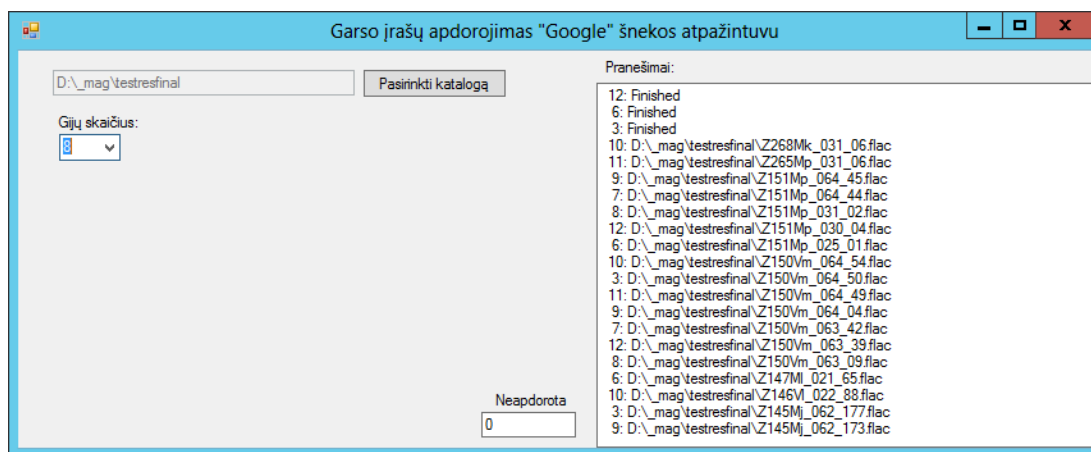 Garso įrašų apdorojimas "Google" šnekos atpažintuvu
D:\_mag\testresfinal
Pasirinkti katalogą
Gijų skaičius:
8
Neapdorota
0
Pranešimai:
12: Finished
6: Finished
3: Finished
10: D:\_mag\testresfinal\Z268Mk_031_06.flac
11: D:\_mag\testresfinal\Z265Mp_031_06.flac
9: D:\_mag\testresfinal\Z151Mp_064_45.flac
7: D:\_mag\testresfinal\Z151Mp_064_44.flac
8: D:\_mag\testresfinal\Z151Mp_031_02.flac
12: D:\_mag\testresfinal\Z151Mp_030_04.flac
6: D:\_mag\testresfinal\Z151Mp_025_01.flac
10: D:\_mag\testresfinal\Z150Vm_064_54.flac
3: D:\_mag\testresfinal\Z150Vm_064_50.flac
11: D:\_mag\testresfinal\Z150Vm_064_49.flac
9: D:\_mag\testresfinal\Z150Vm_064_04.flac
7: D:\_mag\testresfinal\Z150Vm_063_42.flac
12: D:\_mag\testresfinal\Z150Vm_063_39.flac
8: D:\_mag\testresfinal\Z150Vm_063_09.flac
6: D:\_mag\testresfinal\Z147Ml_021_65.flac
10: D:\_mag\testresfinal\Z146Vl_022_88.flac
3: D:\_mag\testresfinal\Z145Mj_062_177.flac
9: D:\_mag\testresfinal\Z145Mj_062_173.flac